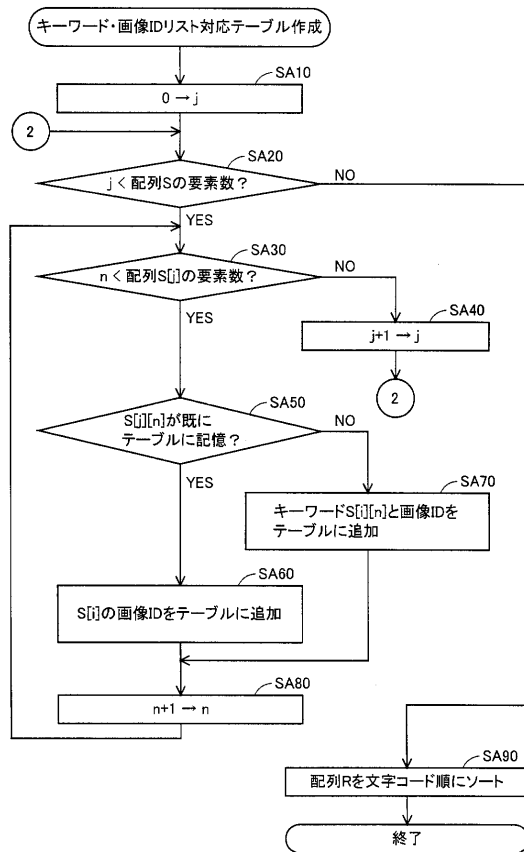 キーワード・画像IDリスト対応テーブル作成
SA10
0 → j
2
SA20
j < 配列Sの要素数？
NO
YES
SA30
n < 配列S[j]の要素数？
NO
YES
SA40
j+1 → j
2
SA50
S[j][n]が既に
テーブルに記憶？
NO
YES
SA70
キーワードS[i][n]と画像IDを
テーブルに追加
SA60
S[i]の画像IDをテーブルに追加
SA80
n+1 → n
SA90
配列Rを文字コード順にソート
終了